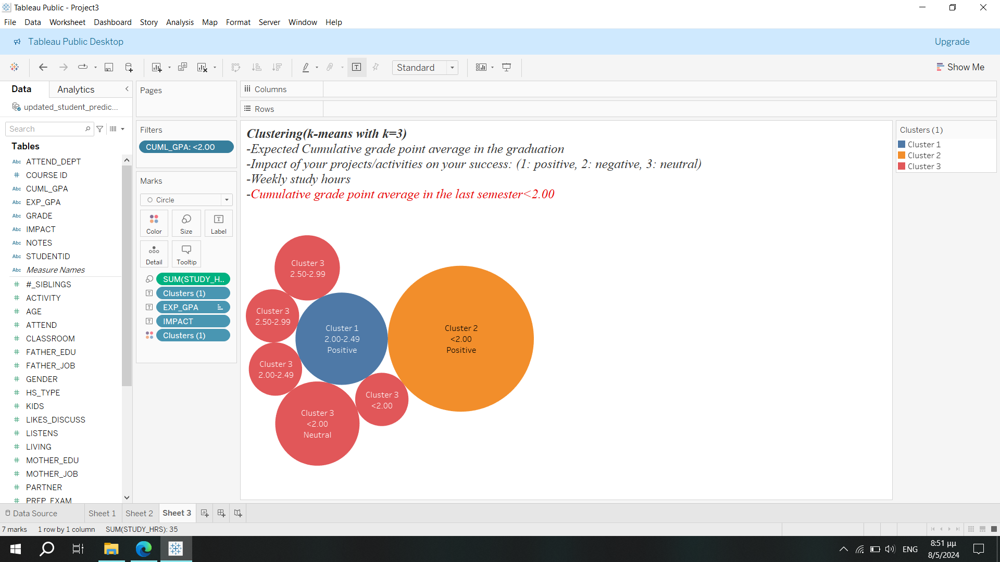 Tableau Public - Project3
File Data Worksheet Dashboard Story Analysis Map Format Server Window Help
Tableau Public Desktop
Upgrade
Standard
Show Me
Data
Analytics
updated_student_predic...
Search
Tables
Abc ATTEND_DEPT
# COURSE ID
Abc CUML_GPA
Abc EXP_GPA
Abc GRADE
Abc IMPACT
Abc NOTES
Abc STUDENTID
Abc Measure Names
# #_SIBLINGS
# ACTIVITY
# AGE
# ATTEND
# CLASSROOM
# FATHER_EDU
# FATHER_JOB
# GENDER
# HS_TYPE
# KIDS
# LIKES_DISCUSS
# LISTENS
# LIVING
# MOTHER_EDU
# MOTHER_JOB
# PARTNER
# PREP_EXAM
Pages
Filters
CUML_GPA: <2.00
Marks
Circle
Color
Size
Label
Detail
Tooltip
SUM(STUDY_H..
Clusters (1)
EXP_GPA
IMPACT
Clusters (1)
Columns
Rows
Clustering(k-means with k=3)
-Expected Cumulative grade point average in the graduation
-Impact of your projects/activities on your success: (1: positive, 2: negative, 3: neutral)
-Weekly study hours
-Cumulative grade point average in the last semester<2.00
Cluster 3
2.50-2.99
Cluster 3
2.50-2.99
Cluster 1
2.00-2.49
Positive
Cluster 2
<2.00
Positive
Cluster 3
2.00-2.49
Cluster 3
<2.00
Cluster 3
<2.00
Neutral
Clusters (1)
Cluster 1
Cluster 2
Cluster 3
Data Source
Sheet 1
Sheet 2
Sheet 3
7 marks 1 row by 1 column SUM(STUDY_HRS): 35
ENG
8:51 μμ
8/5/2024